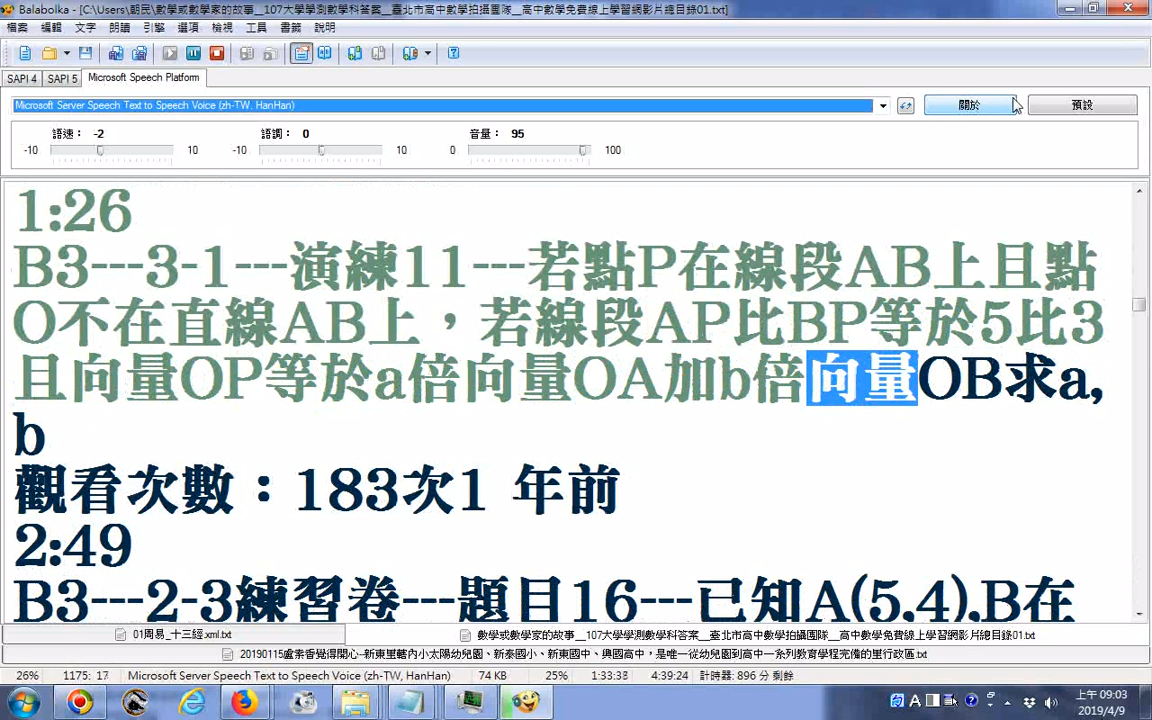 Balabolka - [C:\Users\朝民\數學或數學家的故事__107大學學測數學科答案__臺北市高中數學拍攝團隊__高中數學免費線上學習網影片總目錄01.txt]
檔案 編輯 文字 朗讀 引擎 選項 檢視 工具 書籤 說明
SAPI 4 SAPI 5 Microsoft Speech Platform
Microsoft Server Speech Text to Speech Voice (zh-TW, HanHan) 關於 預設
語速： -2 語調： 0 音量： 95
-10 10 -10 10 0 100
1:26
B3---3-1---演練11---若點P在線段AB上且點
O不在直線AB上，若線段AP比BP等於5比3
且向量OP等於a倍向量OA加b倍向量OB求a,
b
觀看次數：183次1 年前
2:49
B3---2-3練習卷---題目16---已知A(5,4),B在
01周易_十三經.xml.txt 數學或數學家的故事__107大學學測數學科答案__臺北市高中數學拍攝團隊__高中數學免費線上學習網影片總目錄01.txt
20190115盧素香覺得開心-新東里轄內小太陽幼兒園、新泰國小、新東國中、興國高中，是唯一從幼兒園到高中一系列教育學程完備的里行政區.txt
26% 1175: 17 Microsoft Server Speech Text to Speech Voice (zh-TW, HanHan) 74 KB 25% 1:33:38 4:39:24 計時器: 896 分 剩餘
上午 09:03
2019/4/9